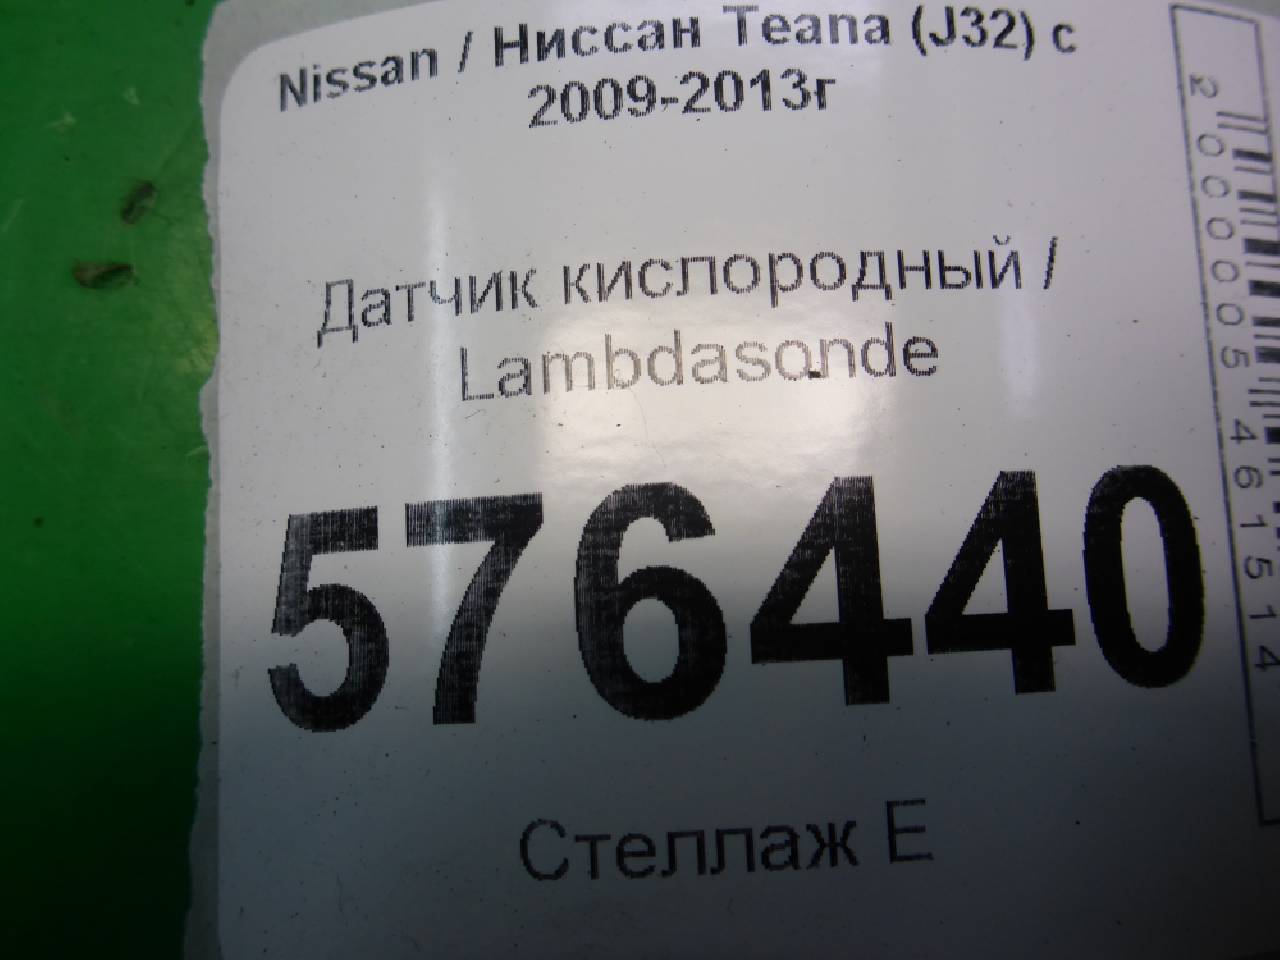 Nissan / Ниссан Teana (J32) с
2009-2013г
Датчик кислородный /
Lambdasonde
576440
Стеллаж Е
2000005461514